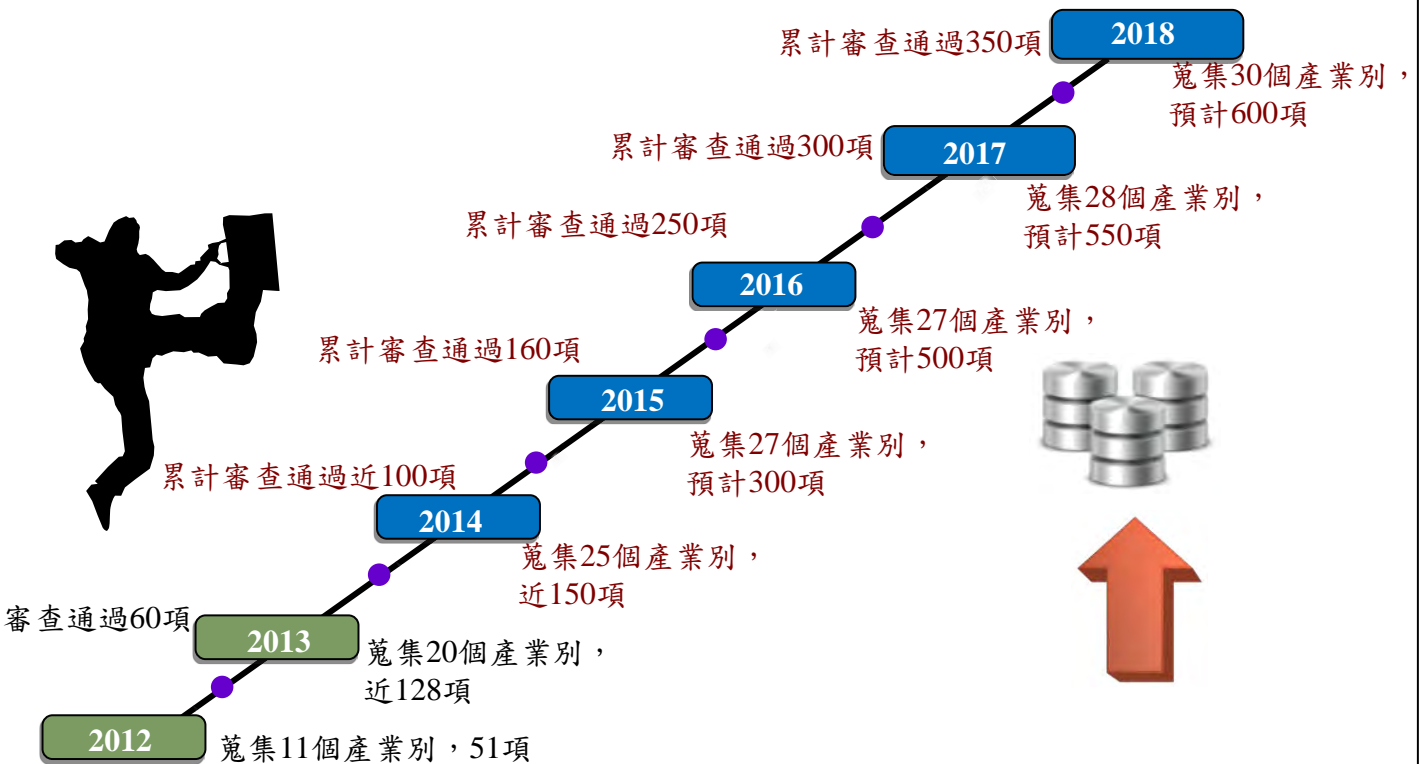 累計審查通過350項
2018
蒐集30個產業別，
預計600項
累計審查通過300項
2017
蒐集28個產業別，
預計550項
累計審查通過250項
2016
蒐集27個產業別，
預計500項
累計審查通過160項
2015
蒐集27個產業別，
預計300項
累計審查通過近100項
2014
蒐集25個產業別，
近150項
審查通過60項
2013
蒐集20個產業別，
近128項
2012
蒐集11個產業別，51項